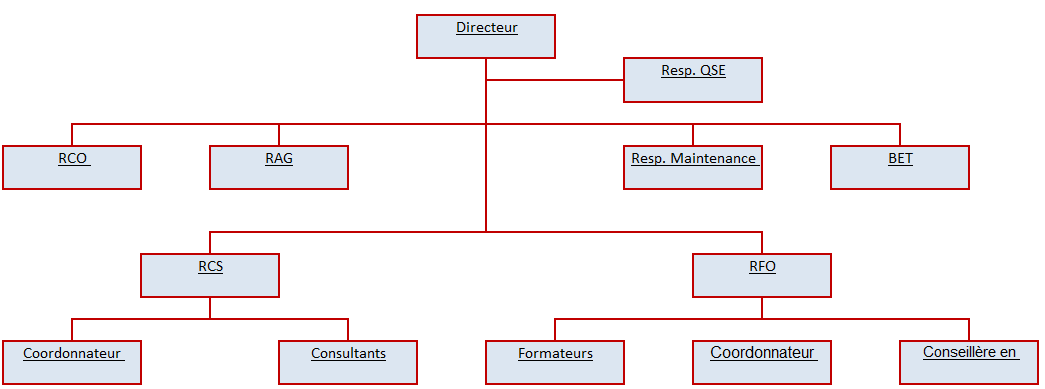 Directeur
Resp. QSE
RCO
RAG
Resp. Maintenance
BET
RCS
RFO
Coordonnateur
Consultants
Formateurs
Coordonnateur
Conseillère en